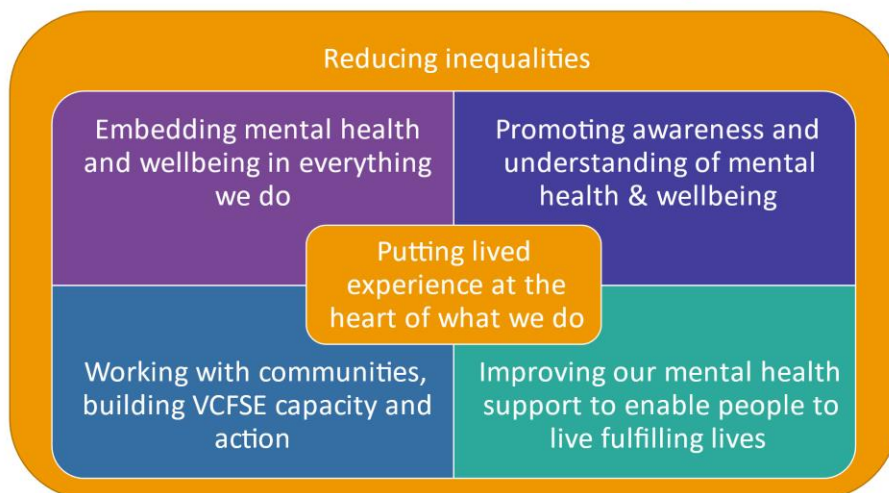 Reducing inequalities
Embedding mental health
and wellbeing in everything
we do
Promoting awareness and
understanding of mental
health & wellbeing
Putting lived
experience at the
heart of what we do
Working with communities,
building VCFSE capacity and
action
Improving our mental health
support to enable people to
live fulfilling lives